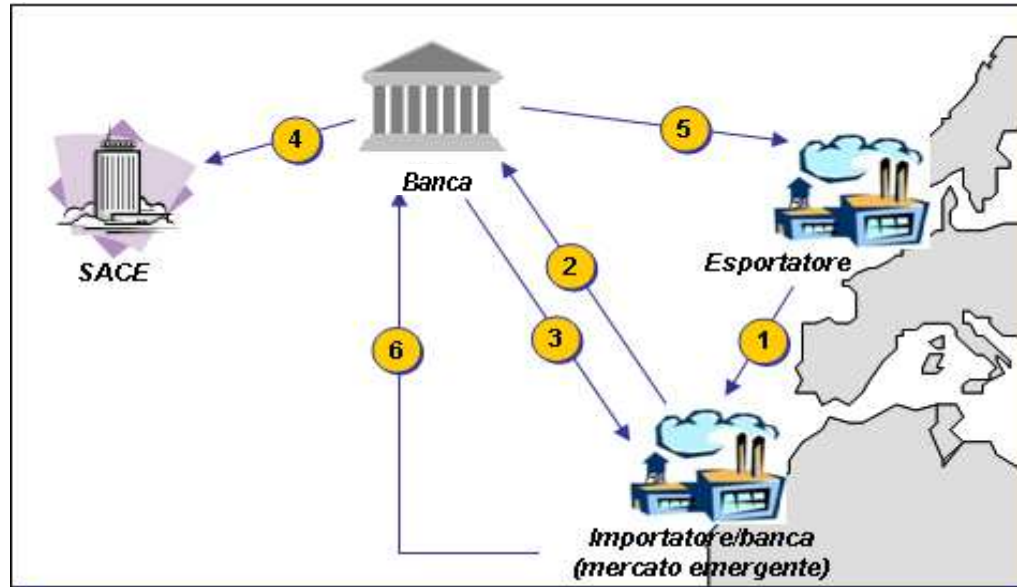 4
5
Banca
SACE
Esportatore
2
3
1
6
Importatore/banca
(mercato emergente)